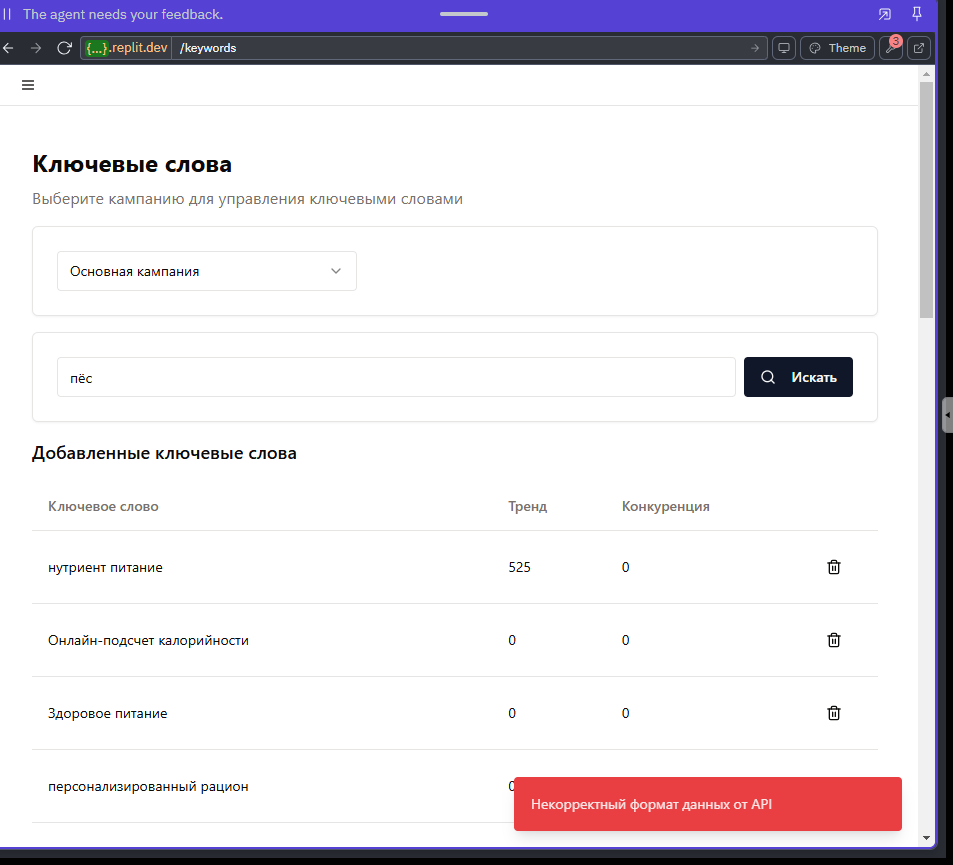 The agent needs your feedback.
{...}.replit.dev /keywords Theme 3
Ключевые слова
Выберите кампанию для управления ключевыми словами
Основная кампания
пёс Искать
Добавленные ключевые слова
Ключевое слово Тренд Конкуренция
нутриент питание 525 0
Онлайн-подсчет калорийности 0 0
Здоровое питание 0 0
персонализированный рацион
Некорректный формат данных от API